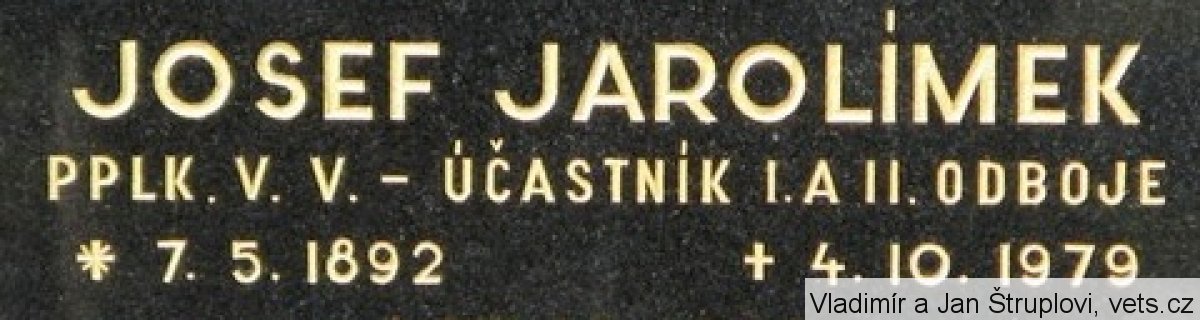 JOSEF JAROLÍMEK
PPLK. V. V. – ÚČASTNÍK I. A II. ODBOJE
* 7. 5. 1892 † 4. 10. 1979
Vladimír a Jan Štruplovi, vets.cz